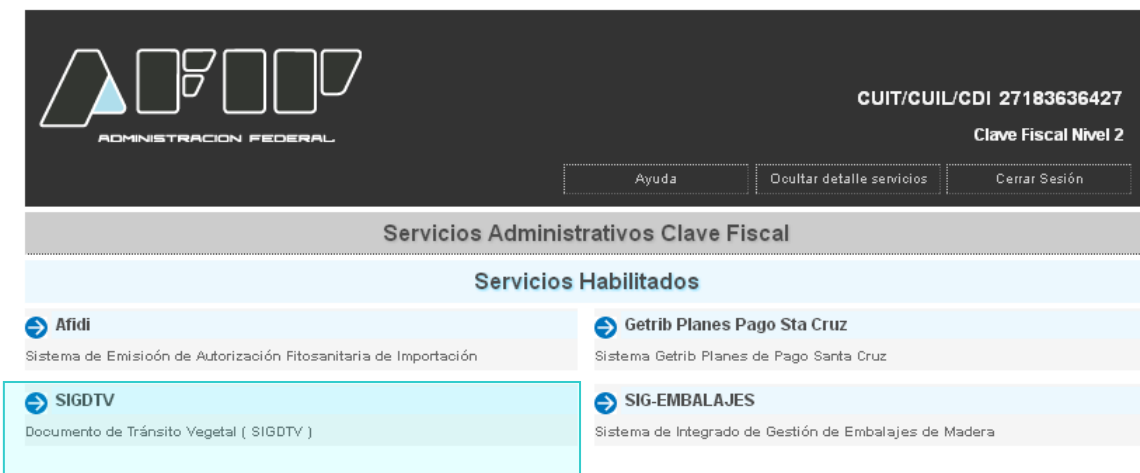 AFIP
ADMINISTRACION FEDERAL
CUIT/CUIL/CDI 27183636427
Clave Fiscal Nivel 2
Ayuda
Ocultar detalle servicios
Cerrar Sesión
Servicios Administrativos Clave Fiscal
Servicios Habilitados
Afidi
Sistema de Emisioón de Autorización Fitosanitaria de Importación
Getrib Planes Pago Sta Cruz
Sistema Getrib Planes de Pago Santa Cruz
SIGDTV
Documento de Tránsito Vegetal ( SIGDTV )
SIG-EMBALAJES
Sistema de Integrado de Gestión de Embalajes de Madera